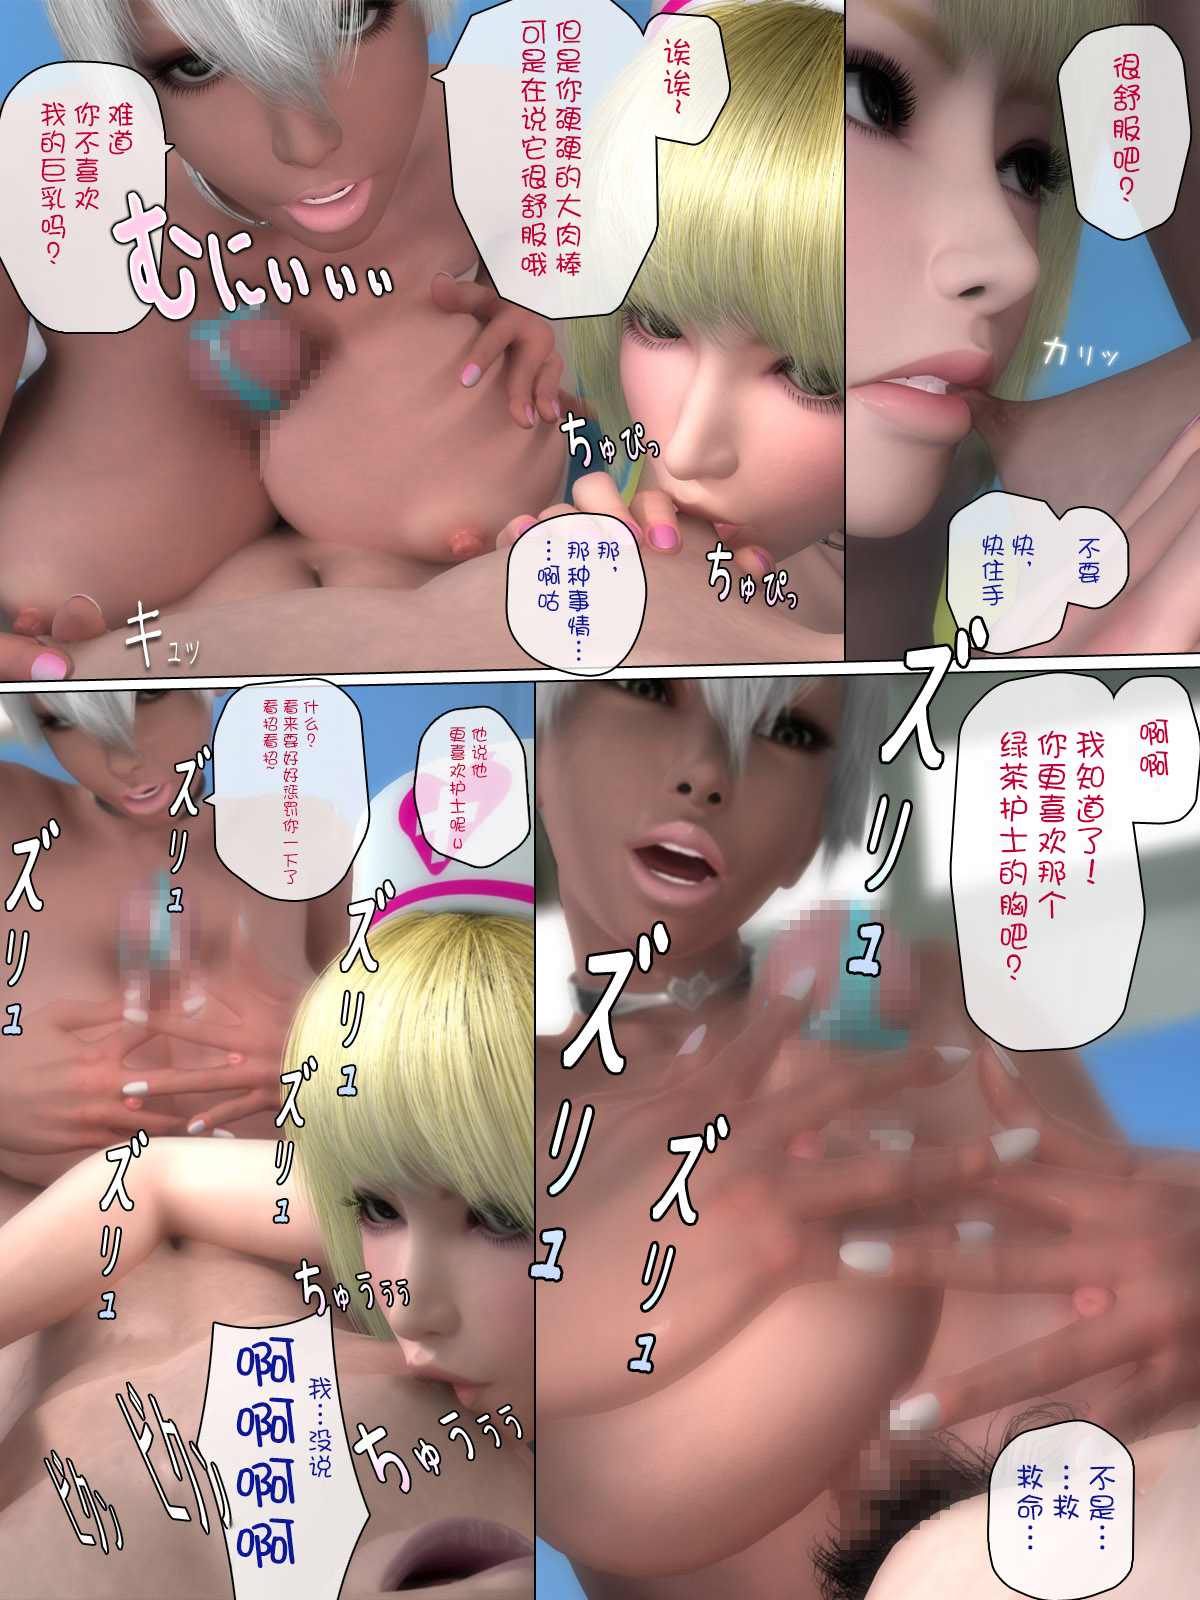 很舒服吧？
カリッ
不要
快，
快住手
诶诶~
但是你硬硬的大肉棒
可是在说它很舒服哦
难道
你不喜欢
我的巨乳吗？
むにぃぃぃ
ちゅぴっ
ちゅぴっ
那，
那种事情…
…啊咕
キュッ
啊啊
我知道了！
你更喜欢那个
绿茶护士的胸吧？
ズリュ
ズリュ
ズリュ
不是…
…救
救命…
他说他
更喜欢护士呢ω
什么？
看来要好好惩罚你一下了
看招看招~
ズリュ
ズリュ
ズリュ
ズリュ
ズリュ
ちゅぅぅぅ
ちゅぅぅぅ
我…没说
啊啊啊啊
ビクッ
ビクッ